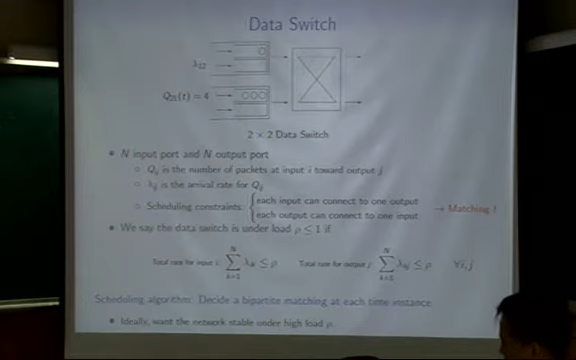 Data Switch
λ12
Q21(t) = 4
2 × 2 Data Switch
• N input port and N output port
○ Qij is the number of packets at input i toward output j
○ λij is the arrival rate for Qij
○ Scheduling constraints: { each input can connect to one output
each output can connect to one input → Matching !
• We say the data switch is under load ρ ≤ 1 if
Total rate for input i: ∑_{k=1}^{N} λik ≤ ρ Total rate for output j: ∑_{k=1}^{N} λkj ≤ ρ ∀i, j
Scheduling algorithm: Decide a bipartite matching at each time instance
• Ideally, want the network stable under high load ρ.